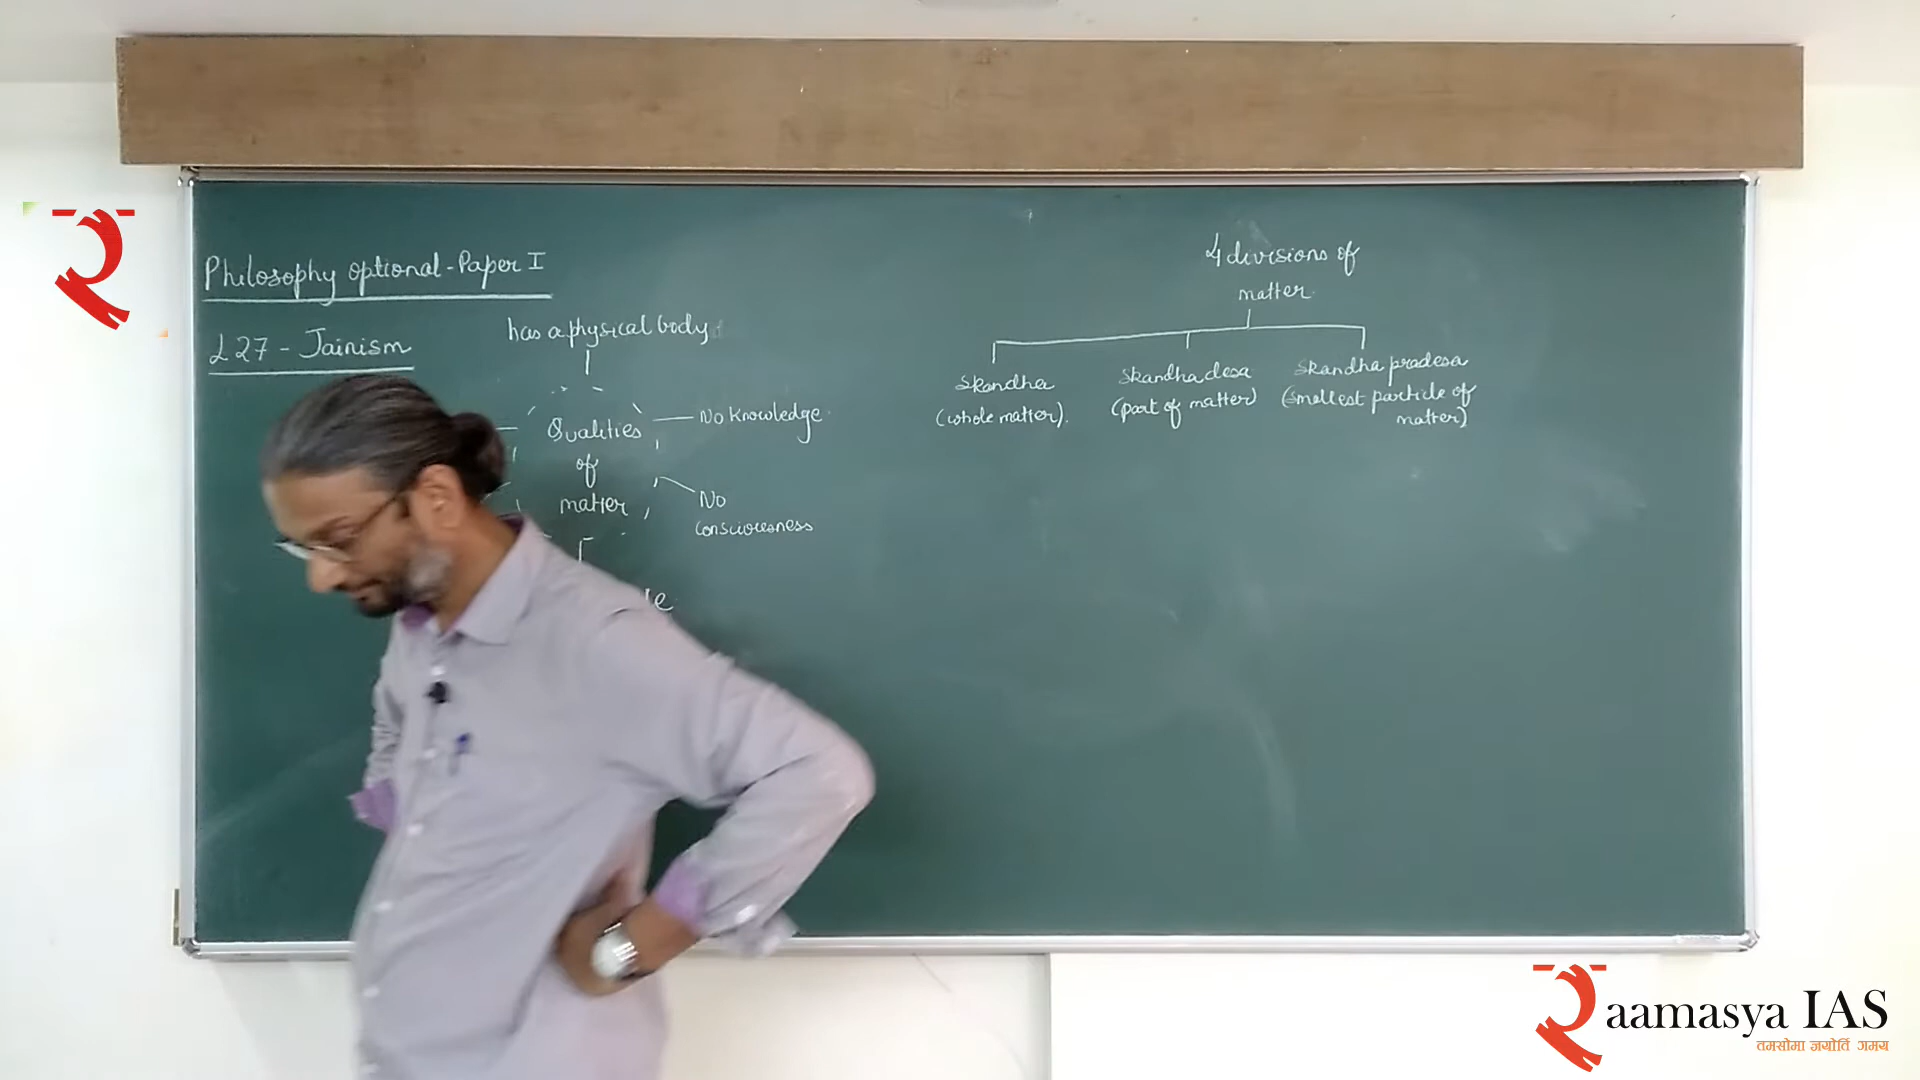 Philosophy optional - Paper I
L27 - Jainism
has a physical body
Qualities
of
matter
No knowledge
No
consciousness
4 divisions of
matter
Skandha
(whole matter).
Skandha desa
(part of matter)
Skandha pradesa
(smallest particle of
matter)
Raamasya IAS
तमसोमा ज्योर्ति गमय